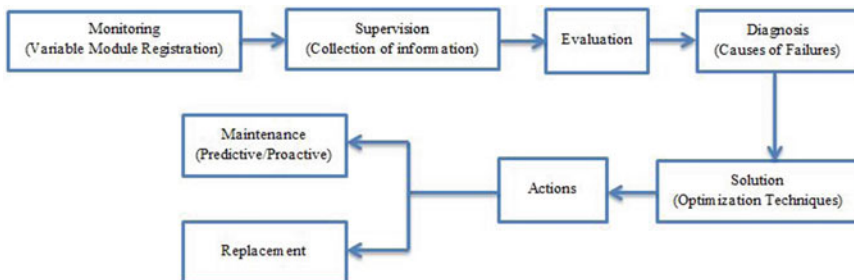 Monitoring
(Variable Module Registration)
Supervision
(Collection of information)
Evaluation
Diagnosis
(Causes of Failures)
Maintenance
(Predictive/Proactive)
Actions
Solution
(Optimization Techniques)
Replacement